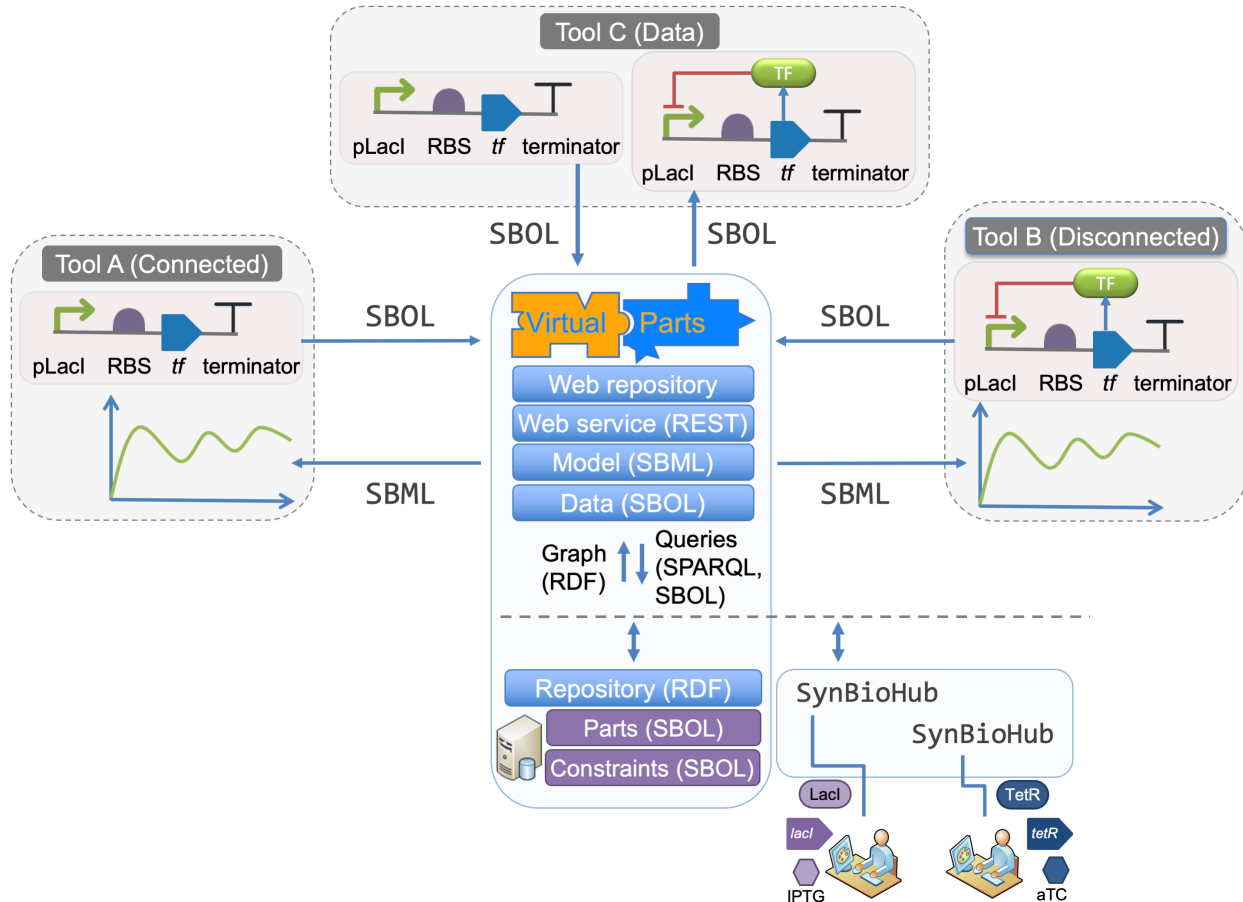 Tool C (Data)
TF
pLacI RBS tf terminator
pLacI RBS tf terminator
SBOL
SBOL
Tool A (Connected)
Tool B (Disconnected)
TF
SBOL
SBOL
Virtual Parts
pLacI RBS tf terminator
pLacI RBS tf terminator
Web repository
Web service (REST)
Model (SBML)
SBML
SBML
Data (SBOL)
Graph
(RDF)
Queries
(SPARQL,
SBOL)
Repository (RDF)
SynBioHub
Parts (SBOL)
SynBioHub
Constraints (SBOL)
LacI
TetR
lacI
tetR
IPTG
aTC